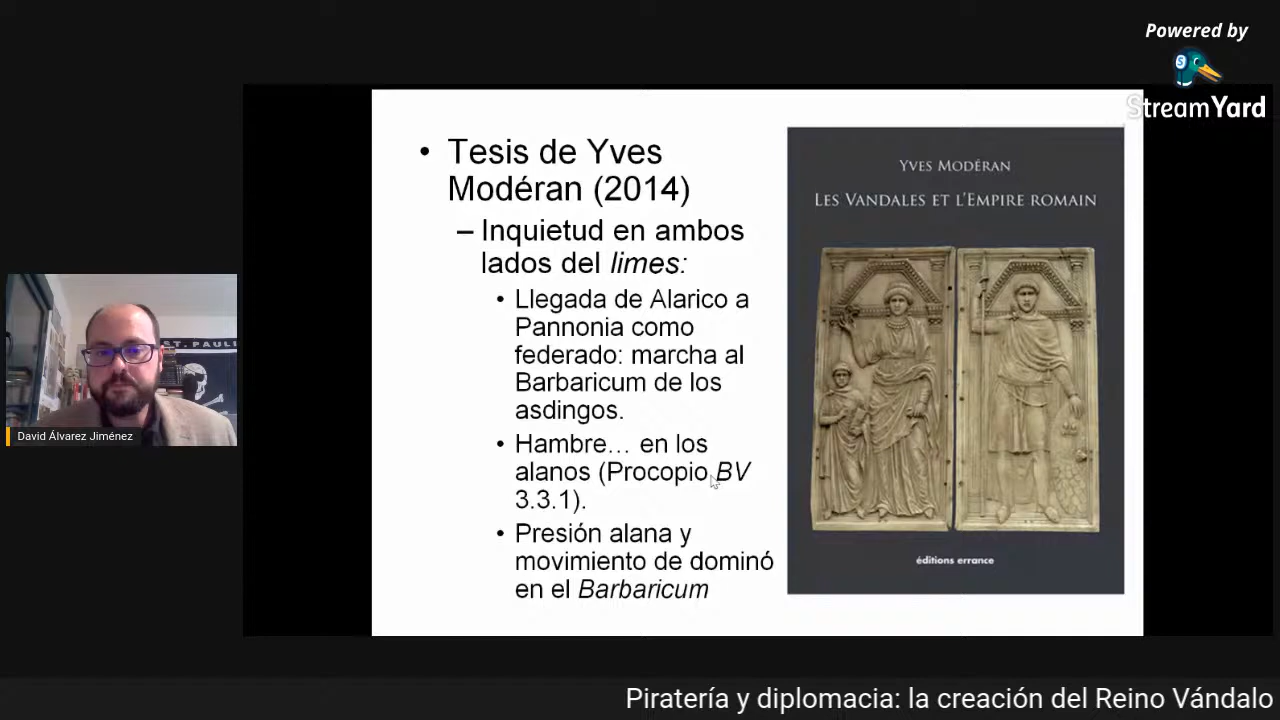 Powered by
StreamYard
• Tesis de Yves
Modéran (2014)
– Inquietud en ambos
lados del limes:
• Llegada de Alarico a
Pannonia como
federado: marcha al
Barbaricum de los
asdingos.
• Hambre... en los
alanos (Procopio BV
3.3.1).
• Presión alana y
movimiento de dominó
en el Barbaricum
YVES MODÉRAN
LES VANDALES ET L'EMPIRE ROMAIN
éditions errance
ST. PAULI
David Álvarez Jiménez
Piratería y diplomacia: la creación del Reino Vándalo